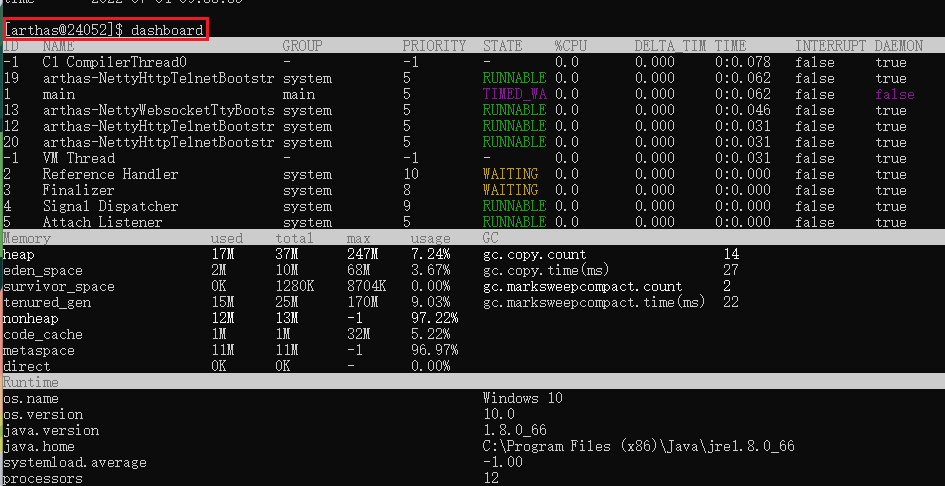 [arthas@24052]$ dashboard
ID NAME GROUP PRIORITY STATE %CPU DELTA_TIM TIME INTERRUPT DAEMON
-1 C1 CompilerThread0 - -1 - 0.0 0.000 0:0.078 false true
19 arthas-NettyHttpTelnetBootstr system 5 RUNNABLE 0.0 0.000 0:0.062 false true
1 main main 5 TIMED_WA 0.0 0.000 0:0.062 false false
13 arthas-NettyWebsocketTtyBoots system 5 RUNNABLE 0.0 0.000 0:0.046 false true
12 arthas-NettyHttpTelnetBootstr system 5 RUNNABLE 0.0 0.000 0:0.031 false true
20 arthas-NettyHttpTelnetBootstr system 5 RUNNABLE 0.0 0.000 0:0.031 false true
-1 VM Thread - -1 - 0.0 0.000 0:0.031 false true
2 Reference Handler system 10 WAITING 0.0 0.000 0:0.000 false true
3 Finalizer system 8 WAITING 0.0 0.000 0:0.000 false true
4 Signal Dispatcher system 9 RUNNABLE 0.0 0.000 0:0.000 false true
5 Attach Listener system 5 RUNNABLE 0.0 0.000 0:0.000 false true
Memory used total max usage GC
heap 17M 37M 247M 7.24% gc.copy.count 14
eden_space 2M 10M 68M 3.67% gc.copy.time(ms) 27
survivor_space 0K 1280K 8704K 0.00% gc.marksweepcompact.count 2
tenured_gen 15M 25M 170M 9.03% gc.marksweepcompact.time(ms) 22
nonheap 12M 13M -1 97.22%
code_cache 1M 1M 32M 5.22%
metaspace 11M 11M -1 96.97%
direct 0K 0K - 0.00%
Runtime
os.name Windows 10
os.version 10.0
java.version 1.8.0_66
java.home C:\Program Files (x86)\Java\jre1.8.0_66
systemload.average -1.00
processors 12